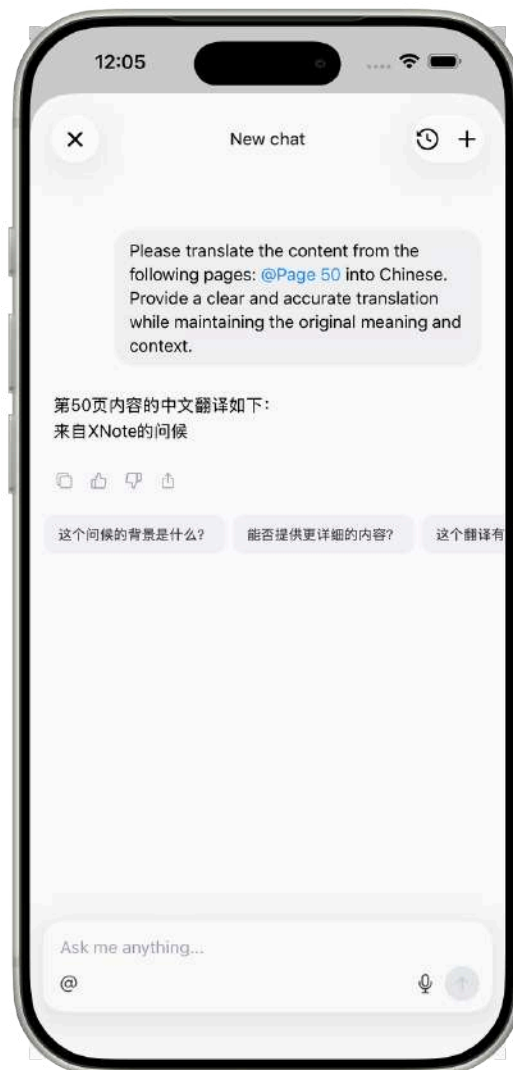 12:05
New chat
Please translate the content from the
following pages: @Page 50 into Chinese.
Provide a clear and accurate translation
while maintaining the original meaning and
context.
第50页内容的中文翻译如下：
来自XNote的问候
这个问候的背景是什么？ 能否提供更详细的内容？ 这个翻译有
Ask me anything...
@